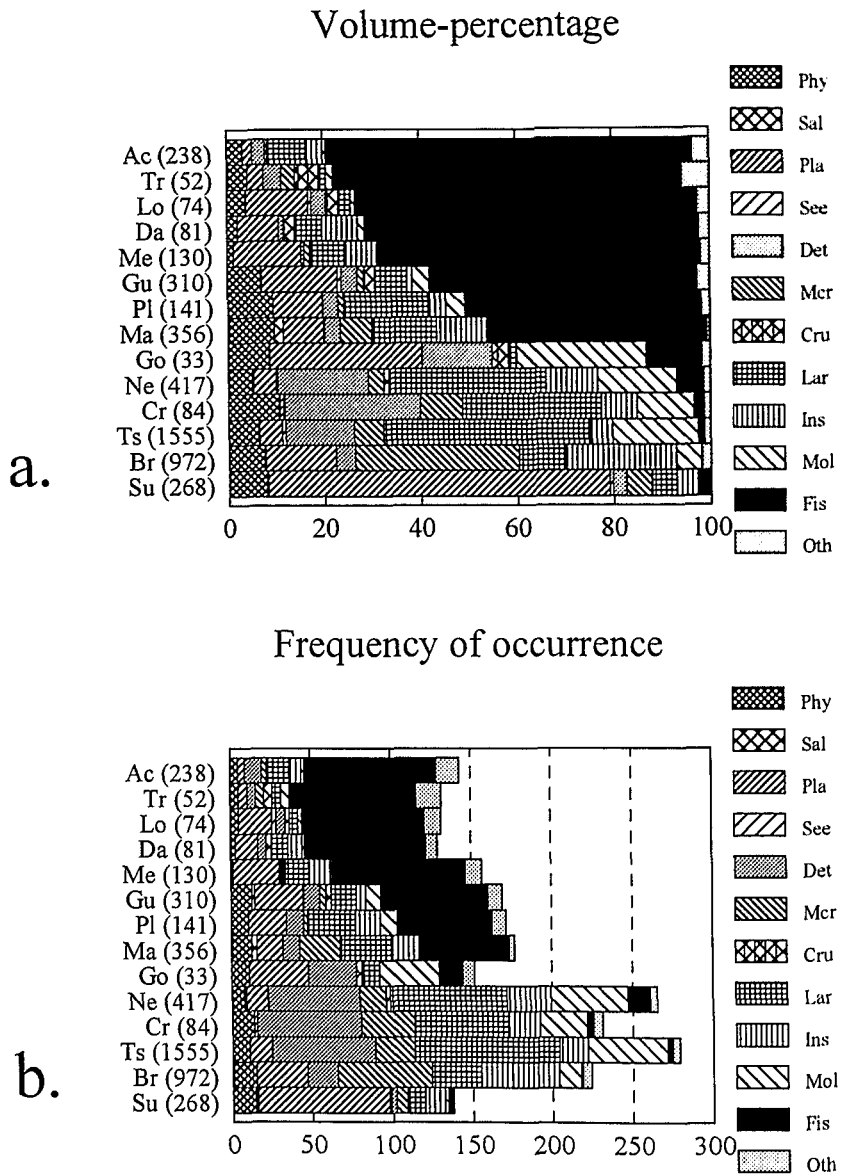 Volume-percentage
Phy
Sal
Pla
See
Det
Mcr
Cru
Lar
Ins
Mol
Fis
Oth
Ac (238)
Tr (52)
Lo (74)
Da (81)
Me (130)
Gu (310)
Pl (141)
Ma (356)
Go (33)
Ne (417)
Cr (84)
Ts (1555)
Br (972)
Su (268)
a.
0 20 40 60 80 100
Frequency of occurrence
Phy
Sal
Pla
See
Det
Mcr
Cru
Lar
Ins
Mol
Fis
Oth
Ac (238)
Tr (52)
Lo (74)
Da (81)
Me (130)
Gu (310)
Pl (141)
Ma (356)
Go (33)
Ne (417)
Cr (84)
Ts (1555)
Br (972)
Su (268)
b.
0 50 100 150 200 250 300